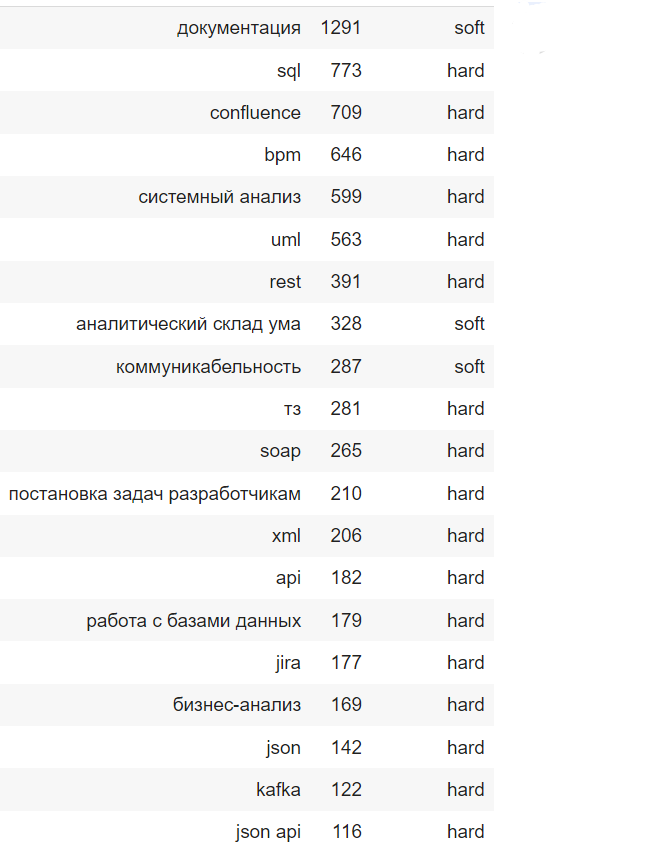 документация 1291 soft
sql 773 hard
confluence 709 hard
bpm 646 hard
системный анализ 599 hard
uml 563 hard
rest 391 hard
аналитический склад ума 328 soft
коммуникабельность 287 soft
тз 281 hard
soap 265 hard
постановка задач разработчикам 210 hard
xml 206 hard
api 182 hard
работа с базами данных 179 hard
jira 177 hard
бизнес-анализ 169 hard
json 142 hard
kafka 122 hard
json api 116 hard